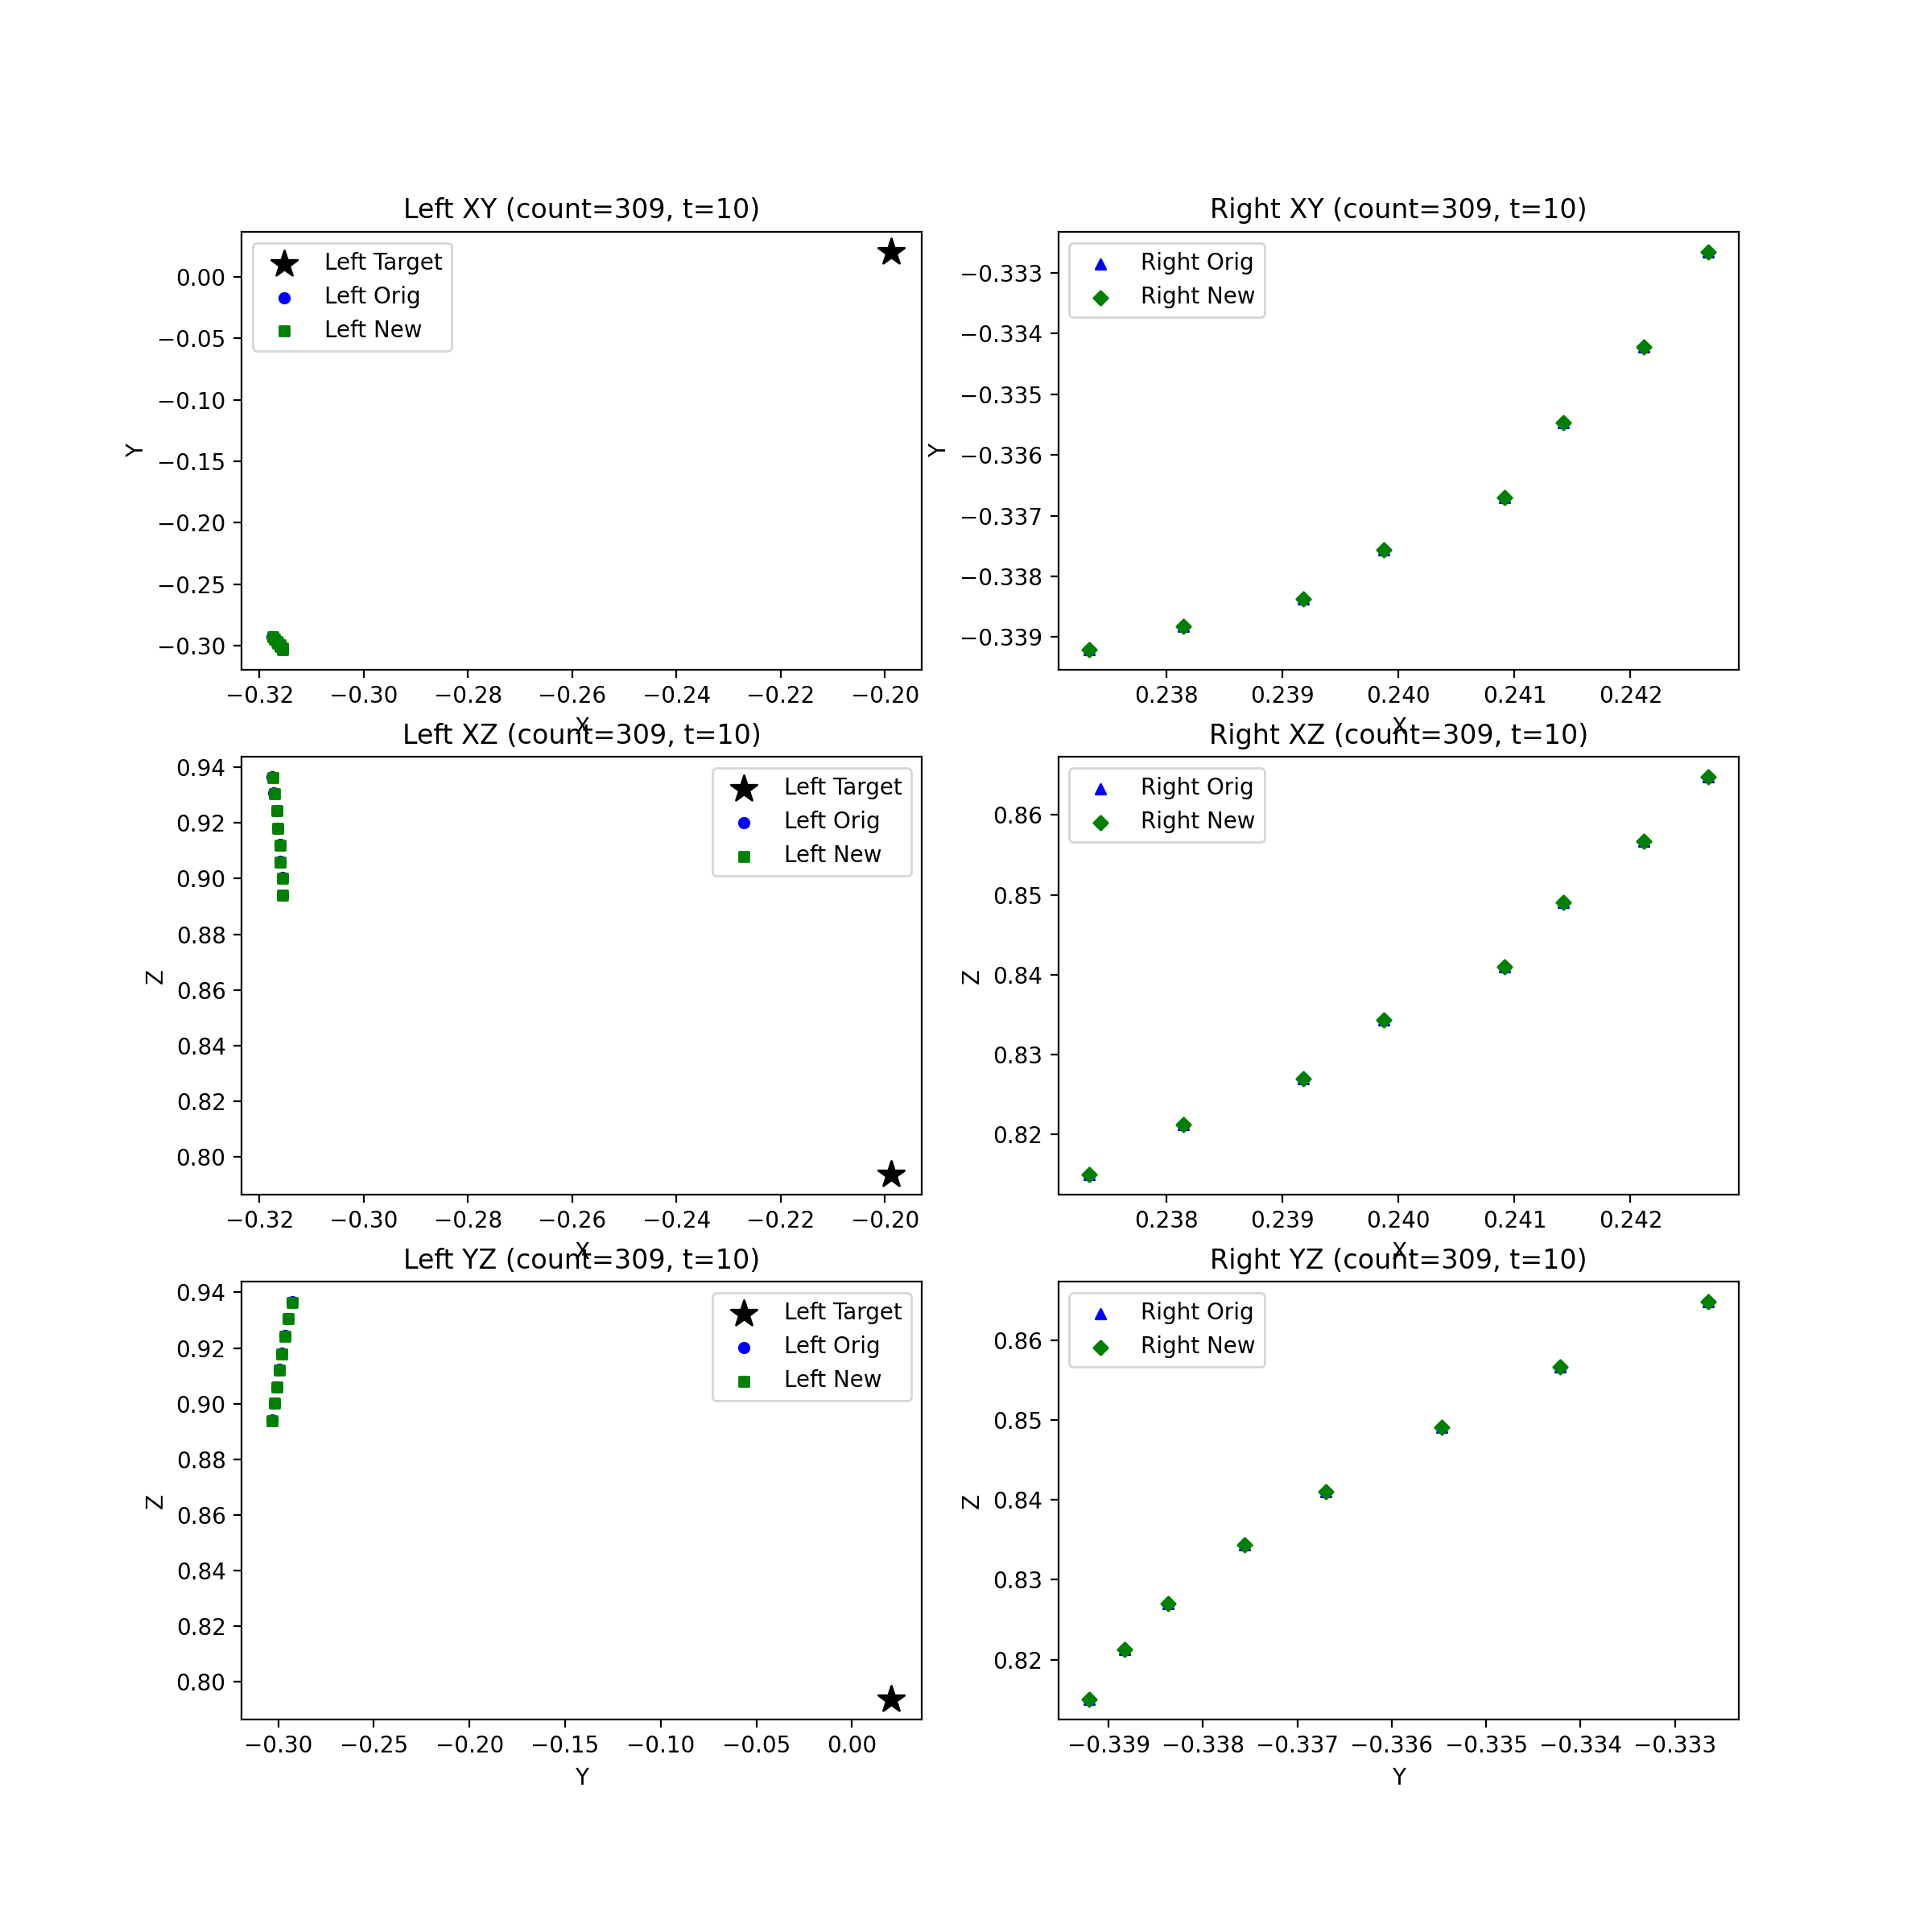 Left XY (count=309, t=10)
Left Target
Left Orig
Left New
0.00
−0.05
−0.10
−0.15
−0.20
−0.25
−0.30
Y
−0.32 −0.30 −0.28 −0.26 −0.24 −0.22 −0.20
X
Right XY (count=309, t=10)
Right Orig
Right New
−0.333
−0.334
−0.335
−0.336
−0.337
−0.338
−0.339
Y
0.238 0.239 0.240 0.241 0.242
X
Left XZ (count=309, t=10)
Left Target
Left Orig
Left New
0.94
0.92
0.90
0.88
0.86
0.84
0.82
0.80
Z
−0.32 −0.30 −0.28 −0.26 −0.24 −0.22 −0.20
X
Right XZ (count=309, t=10)
Right Orig
Right New
0.86
0.85
0.84
0.83
0.82
Z
0.238 0.239 0.240 0.241 0.242
X
Left YZ (count=309, t=10)
Left Target
Left Orig
Left New
0.94
0.92
0.90
0.88
0.86
0.84
0.82
0.80
Z
−0.30 −0.25 −0.20 −0.15 −0.10 −0.05 0.00
Y
Right YZ (count=309, t=10)
Right Orig
Right New
0.86
0.85
0.84
0.83
0.82
Z
−0.339 −0.338 −0.337 −0.336 −0.335 −0.334 −0.333
Y